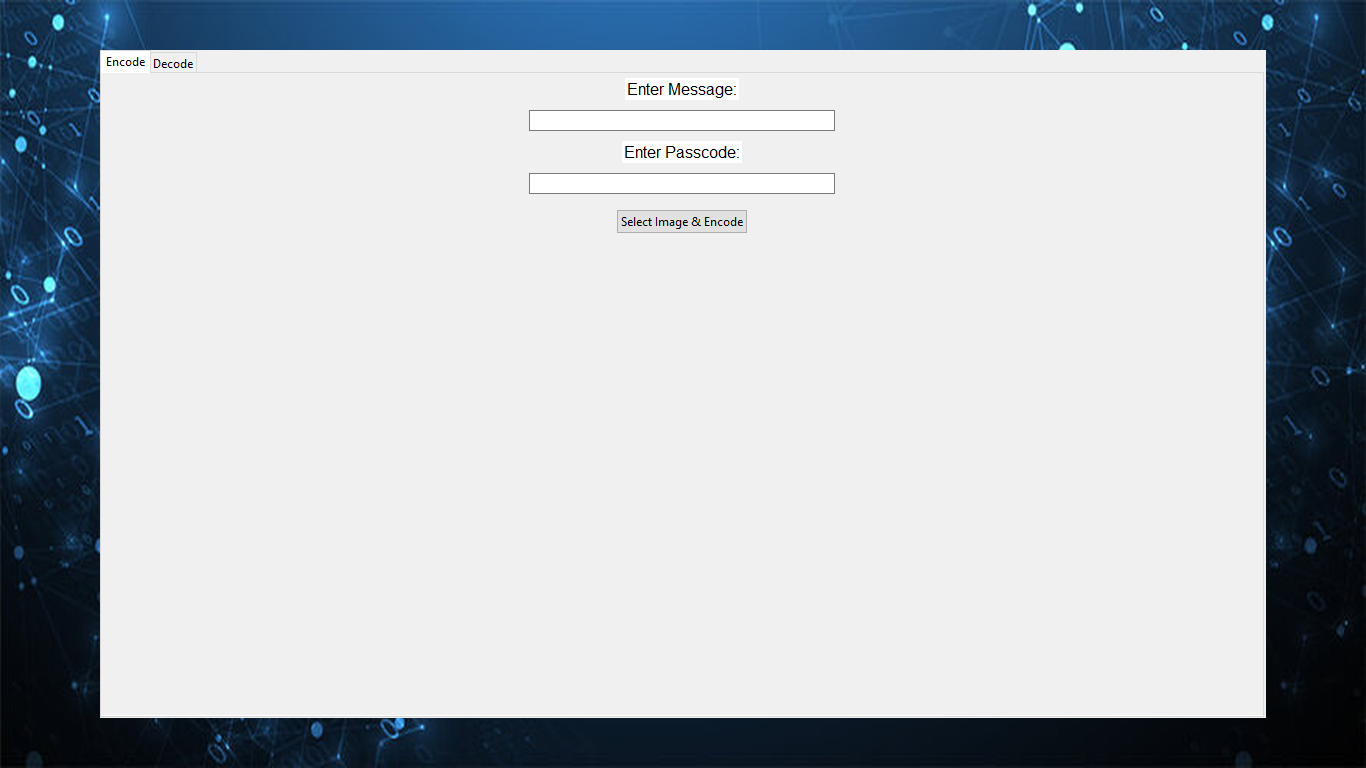 Encode Decode
Enter Message:
Enter Passcode:
Select Image & Encode